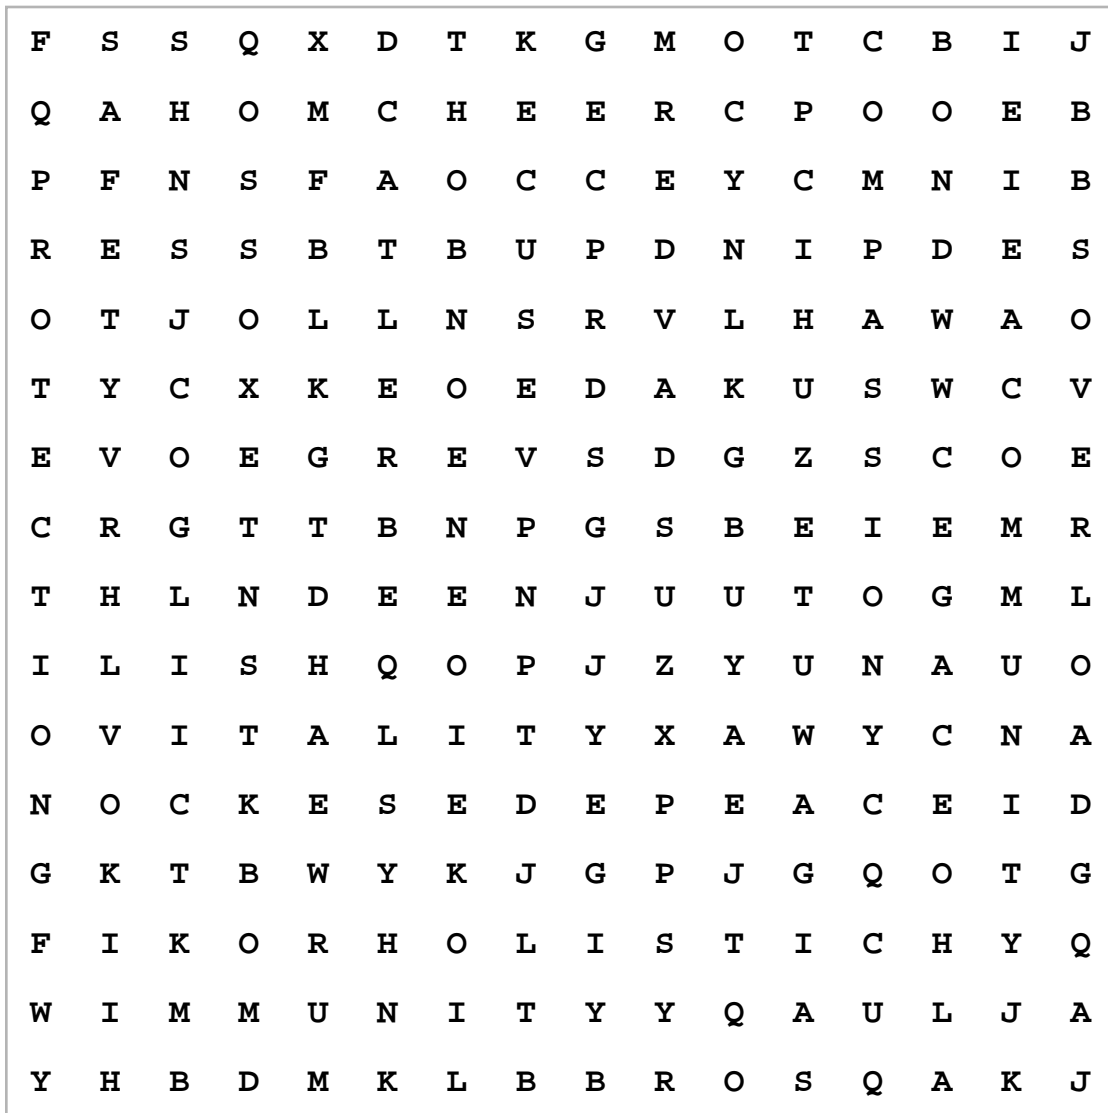 F S S Q X D T K G M O T C B I J
Q A H O M C H E E R C P O O E B
P F N S F A O C C E Y C M N I B
R E S S B T B U P D N I P D E S
O T J O L L N S R V L H A W A O
T Y C X K E O E D A K U S W C V
E V O E G R E V S D G Z S C O E
C R G T T B N P G S B E I E M R
T H L N D E E N J U U T O G M L
I L I S H Q O P J Z Y U N A U O
O V I T A L I T Y X A W Y C N A
N O C K E S E D E P E A C E I D
G K T B W Y K J G P J G Q O T G
F I K O R H O L I S T I C H Y Q
W I M M U N I T Y Y Q A U L J A
Y H B D M K L B B R O S Q A K J